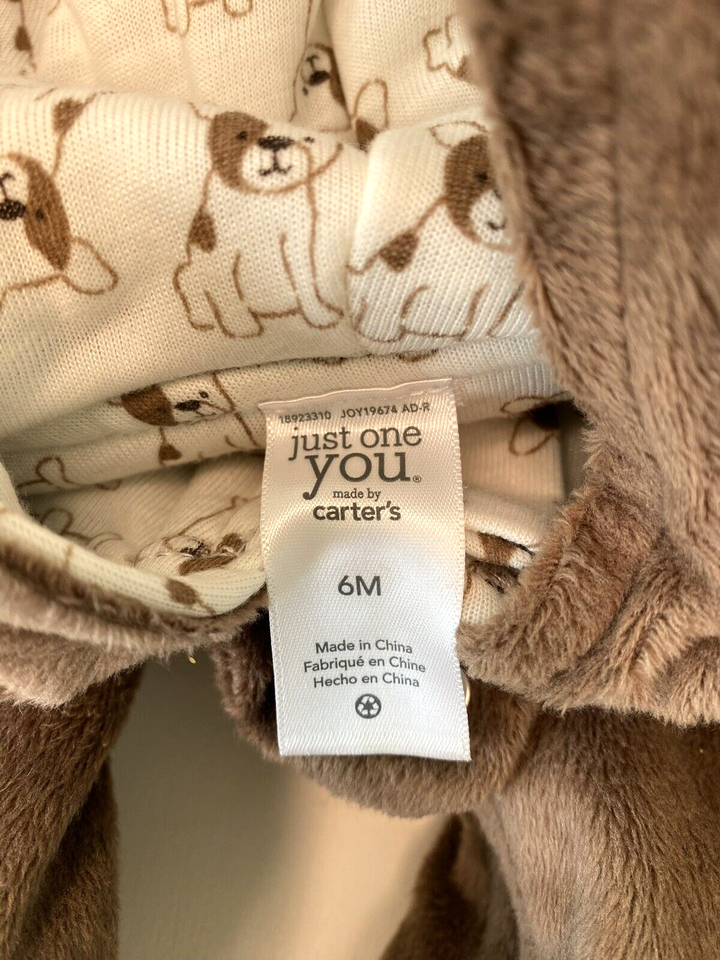 18923310 JOY19674 AD-R
just one
you®
made by
carter's
6M
Made in China
Fabriqué en Chine
Hecho en China